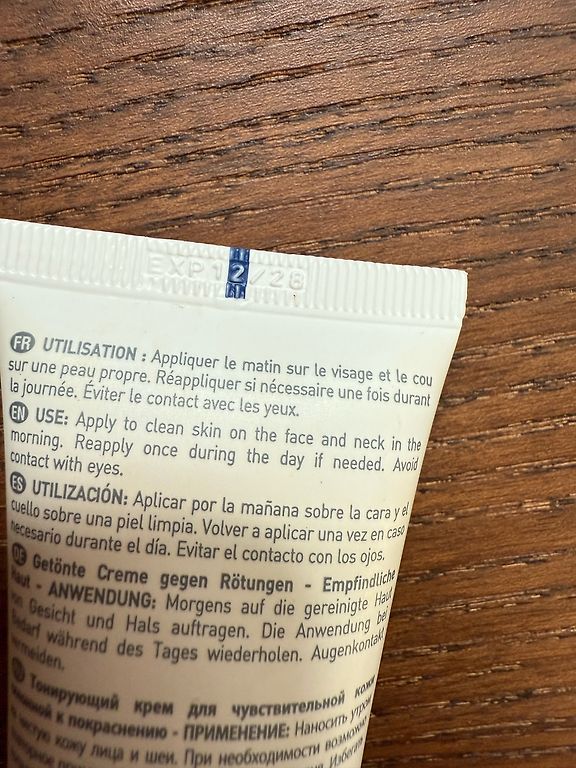 EXP12/28
FR UTILISATION : Appliquer le matin sur le visage et le cou
sur une peau propre. Réappliquer si nécessaire une fois durant
la journée. Éviter le contact avec les yeux.
EN USE: Apply to clean skin on the face and neck in the
morning. Reapply once during the day if needed. Avoid
contact with eyes.
ES UTILIZACIÓN: Aplicar por la mañana sobre la cara y el
cuello sobre una piel limpia. Volver a aplicar una vez en caso
necesario durante el día. Evitar el contacto con los ojos.
DE Getönte Creme gegen Rötungen - Empfindliche
Haut - ANWENDUNG: Morgens auf die gereinigte Haut
von Gesicht und Hals auftragen. Die Anwendung bei
Bedarf während des Tages wiederholen. Augenkontakt
vermeiden.
Тонирующий крем для чувствительной кожи
к покраснению - ПРИМЕНЕНИЕ: Наносить утром
кожу лица и шеи. При необходимости возможно